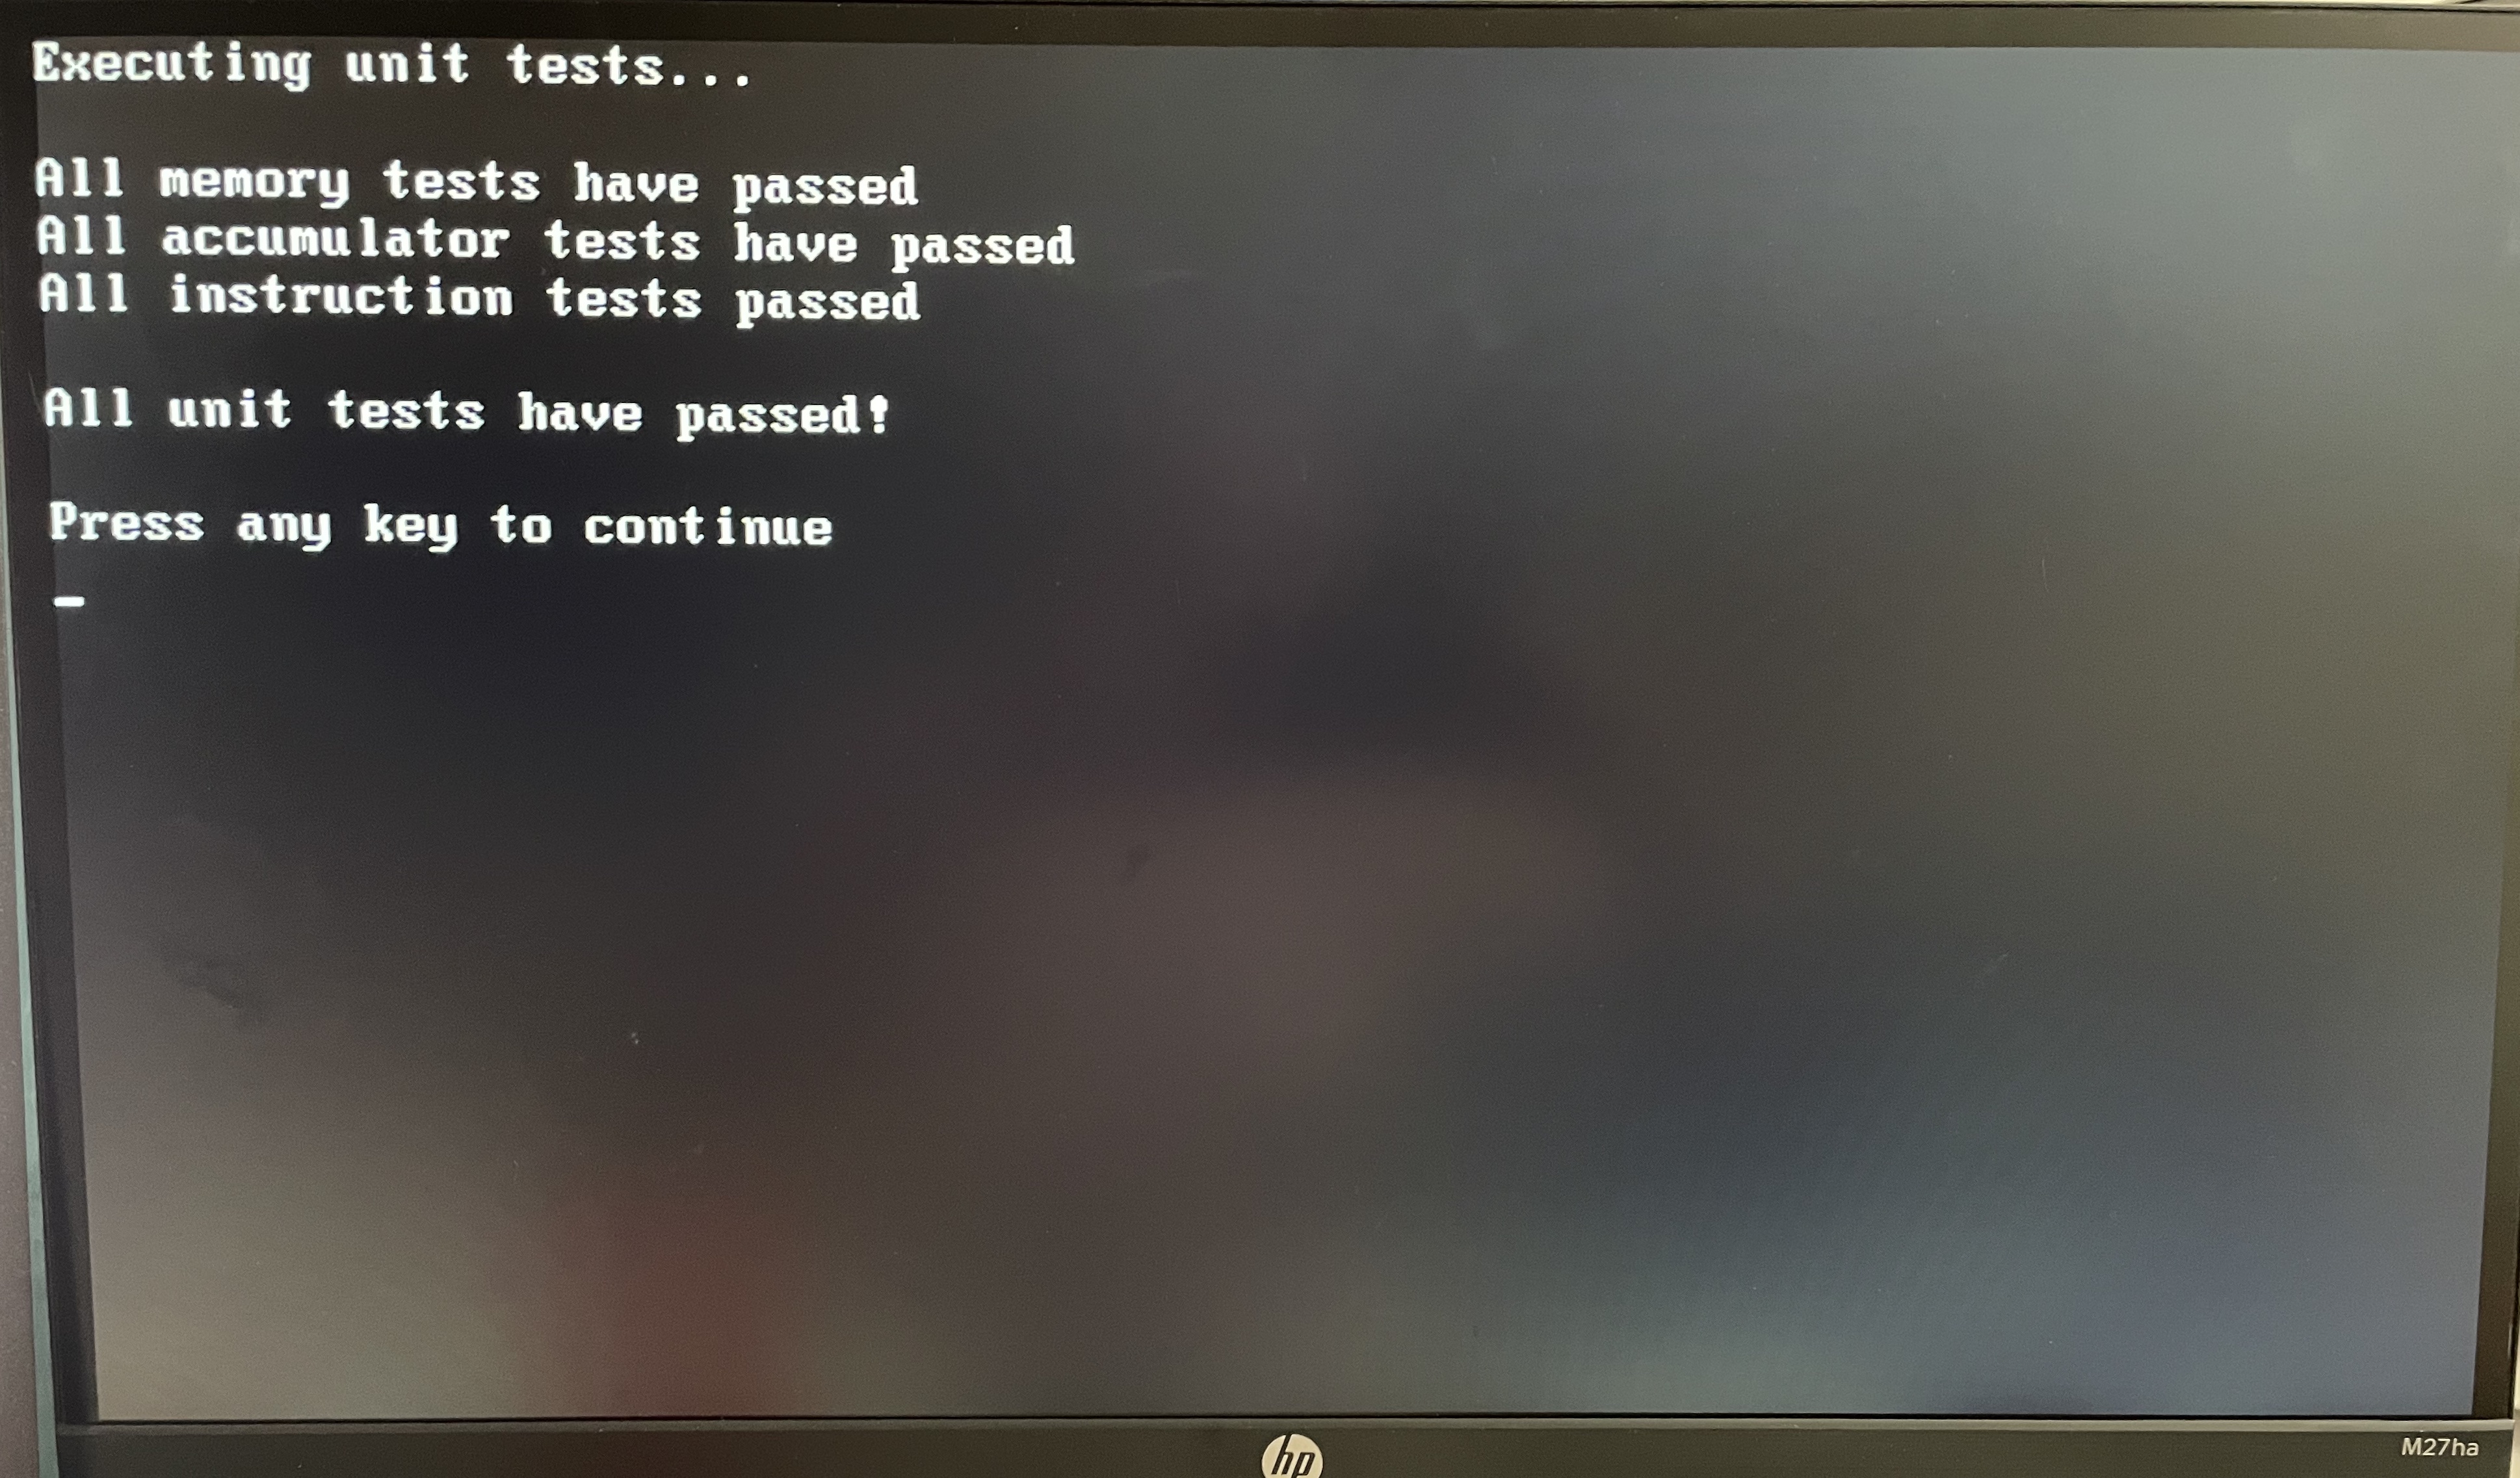 Executing unit tests...
All memory tests have passed
All accumulator tests have passed
All instruction tests passed
All unit tests have passed!
Press any key to continue
hp
M27ha